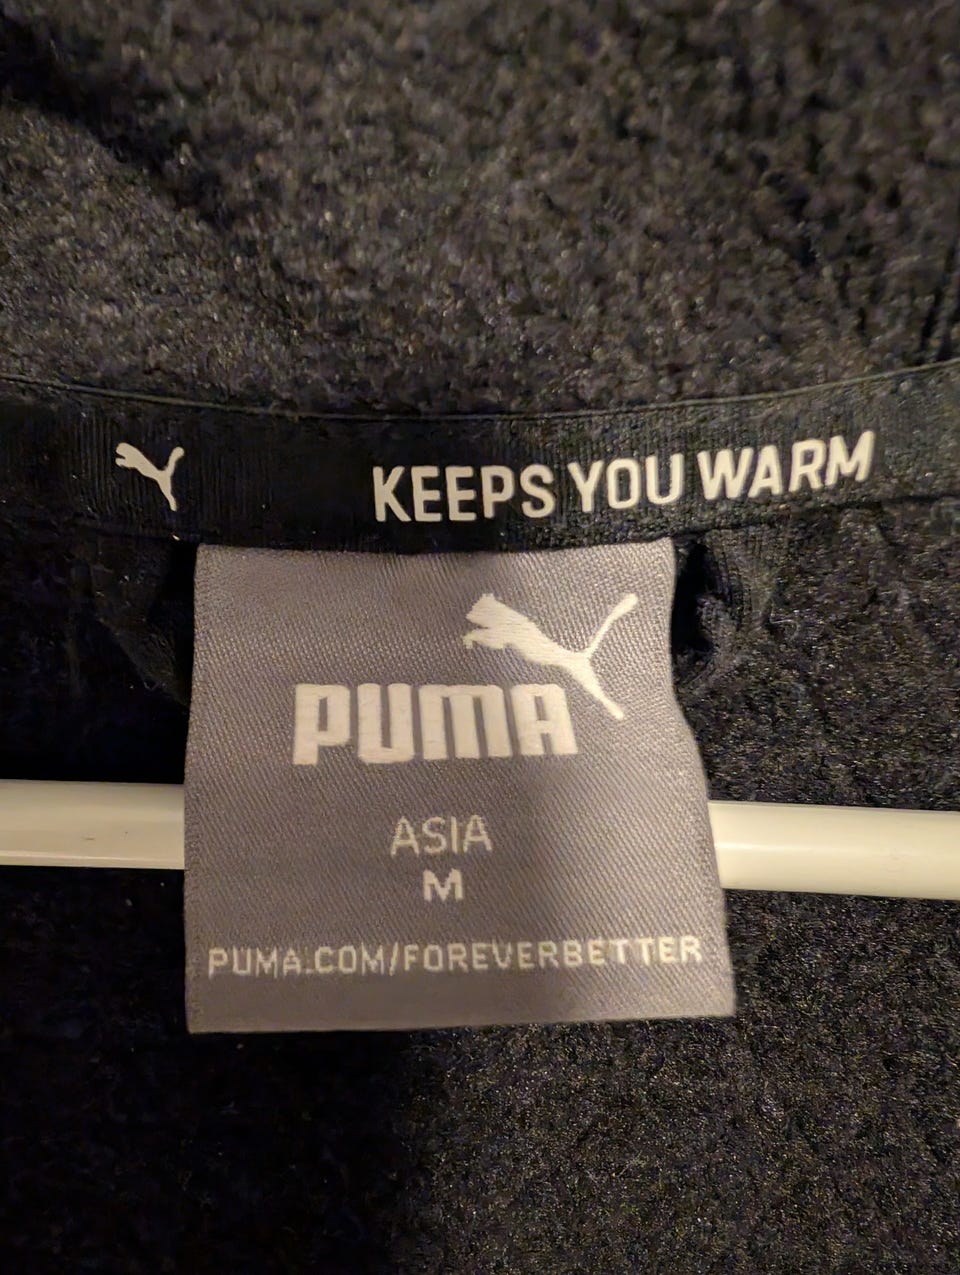 KEEPS YOU WARM
PUMA
ASIA
M
PUMA.COM/FOREVERBETTER